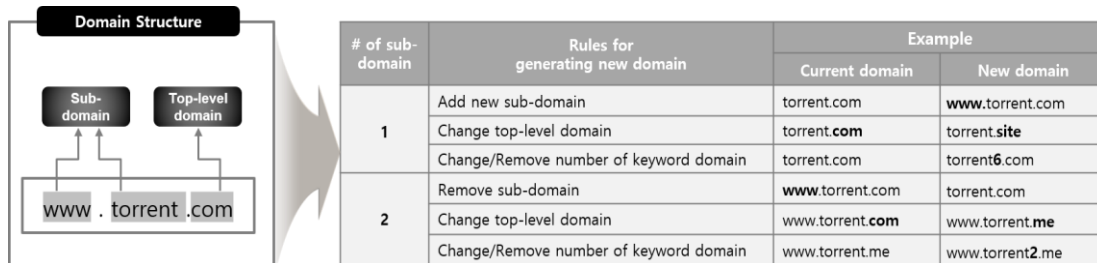 Domain Structure
Sub-
domain
Top-level
domain
www . torrent .com
# of sub-
domain
Rules for
generating new domain
Example
Current domain New domain
1
Add new sub-domain torrent.com www.torrent.com
Change top-level domain torrent.com torrent.site
Change/Remove number of keyword domain torrent.com torrent6.com
2
Remove sub-domain www.torrent.com torrent.com
Change top-level domain www.torrent.com www.torrent.me
Change/Remove number of keyword domain www.torrent.me www.torrent2.me